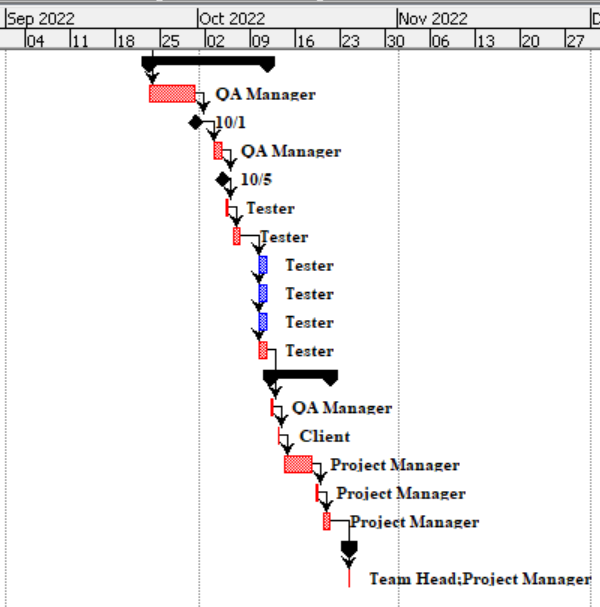 Sep 2022 Oct 2022 Nov 2022 D
04 11 18 25 02 09 16 23 30 06 13 20 27
QA Manager
10/1
QA Manager
10/5
Tester
Tester
Tester
Tester
Tester
Tester
QA Manager
Client
Project Manager
Project Manager
Project Manager
Team Head;Project Manager